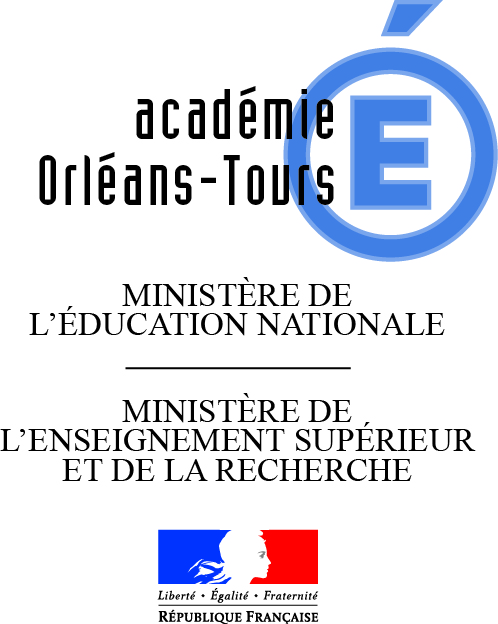 académie
Orléans-Tours
É
MINISTÈRE DE
L'ÉDUCATION NATIONALE
MINISTÈRE DE
L'ENSEIGNEMENT SUPÉRIEUR
ET DE LA RECHERCHE
Liberté • Égalité • Fraternité
RÉPUBLIQUE FRANÇAISE